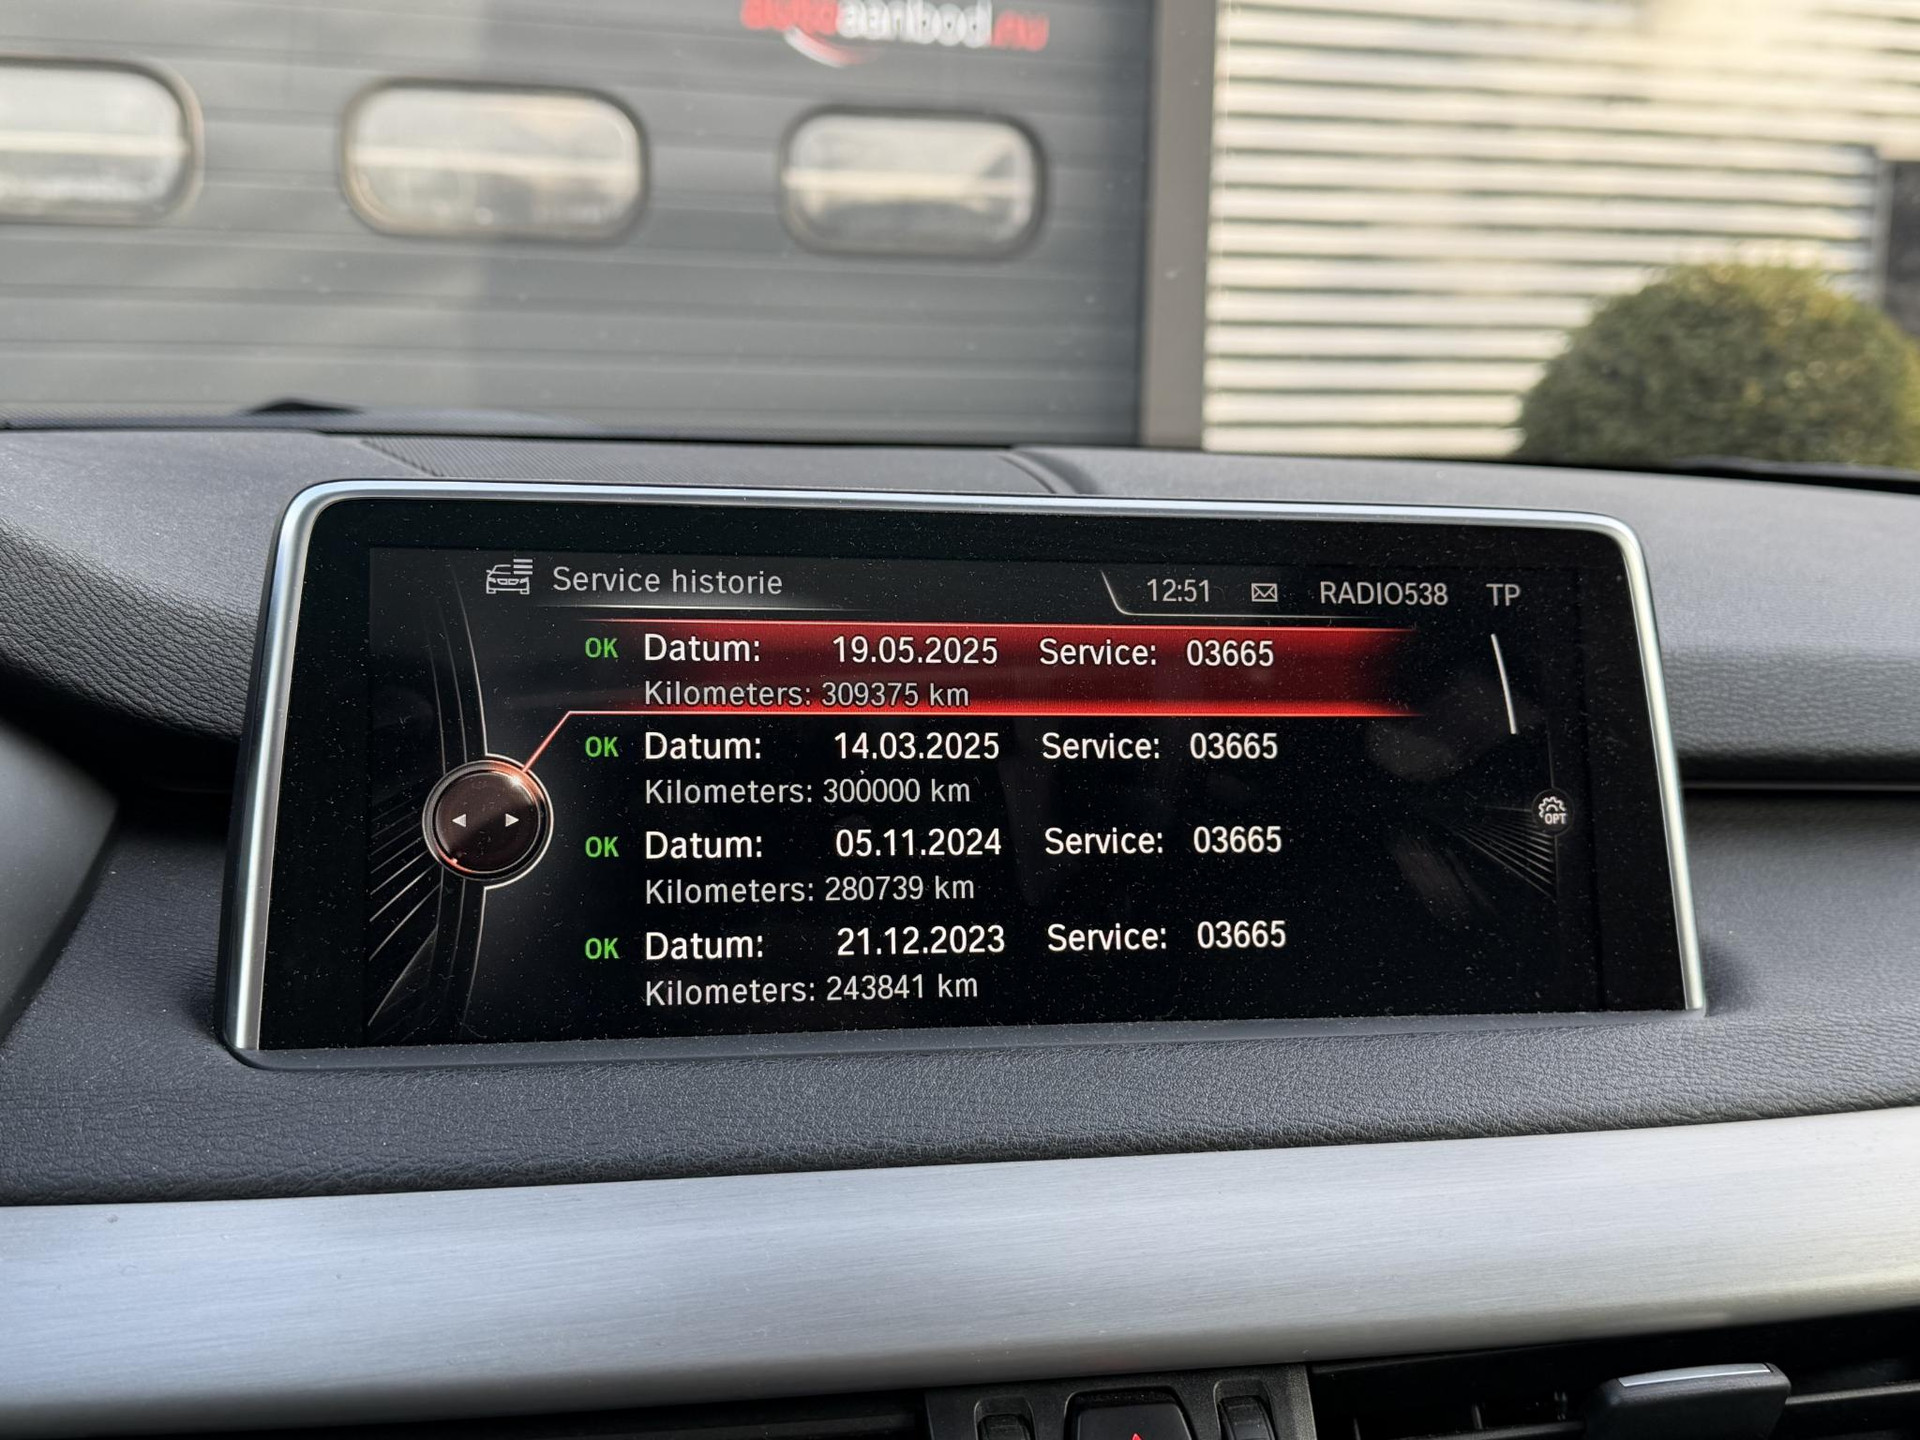 autoaanbod.nu
Service historie 12:51 RADIO538 TP
OK Datum: 19.05.2025 Service: 03665
Kilometers: 309375 km
OK Datum: 14.03.2025 Service: 03665
Kilometers: 300000 km
OK Datum: 05.11.2024 Service: 03665
Kilometers: 280739 km
OPT
OK Datum: 21.12.2023 Service: 03665
Kilometers: 243841 km